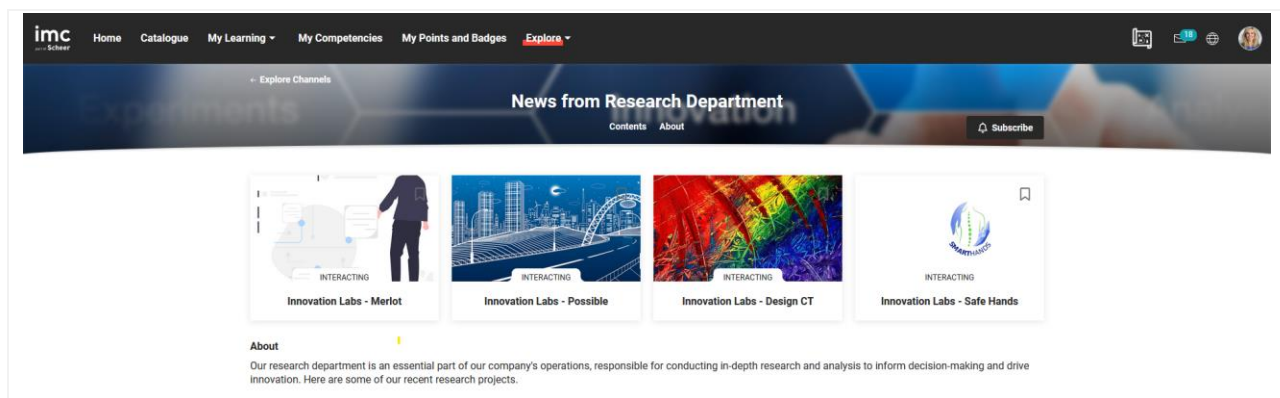 imc
Scheer
Home Catalogue My Learning My Competencies My Points and Badges Explore
18
← Explore Channels
Experiments
Innovation
News from Research Department
Contents About
Subscribe
SMARTHANDS
INTERACTING INTERACTING INTERACTING INTERACTING
Innovation Labs - Merlot Innovation Labs - Possible Innovation Labs - Design CT Innovation Labs - Safe Hands
About
Our research department is an essential part of our company's operations, responsible for conducting in-depth research and analysis to inform decision-making and drive
innovation. Here are some of our recent research projects.